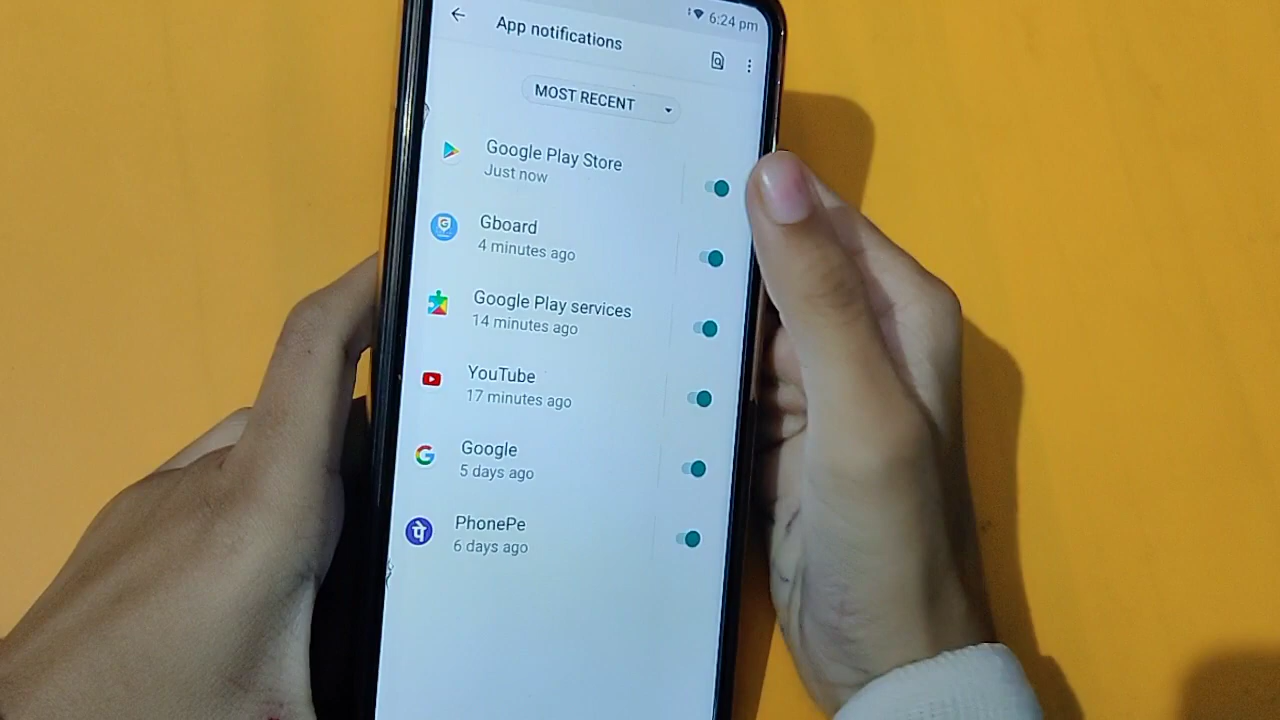 6:24 pm
App notifications
MOST RECENT
Google Play Store
Just now
Gboard
4 minutes ago
Google Play services
14 minutes ago
YouTube
17 minutes ago
Google
5 days ago
पे
PhonePe
6 days ago